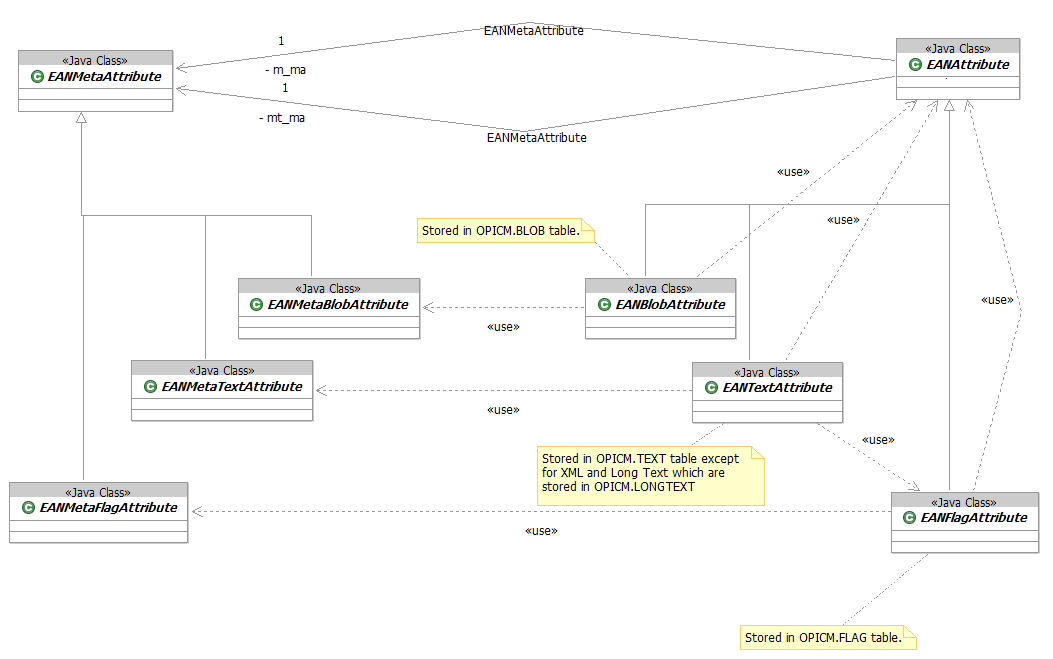 EANMetaAttribute
1
- m_ma
1
- mt_ma
EANMetaAttribute
«Java Class»
EANMetaAttribute
«Java Class»
EANAttribute
«use»
«use»
«use»
Stored in OPICM.BLOB table.
«Java Class»
EANMetaBlobAttribute
«use»
«Java Class»
EANBlobAttribute
«Java Class»
EANMetaTextAttribute
«use»
«Java Class»
EANTextAttribute
«use»
Stored in OPICM.TEXT table except
for XML and Long Text which are
stored in OPICM.LONGTEXT
«Java Class»
EANMetaFlagAttribute
«use»
«Java Class»
EANFlagAttribute
Stored in OPICM.FLAG table.